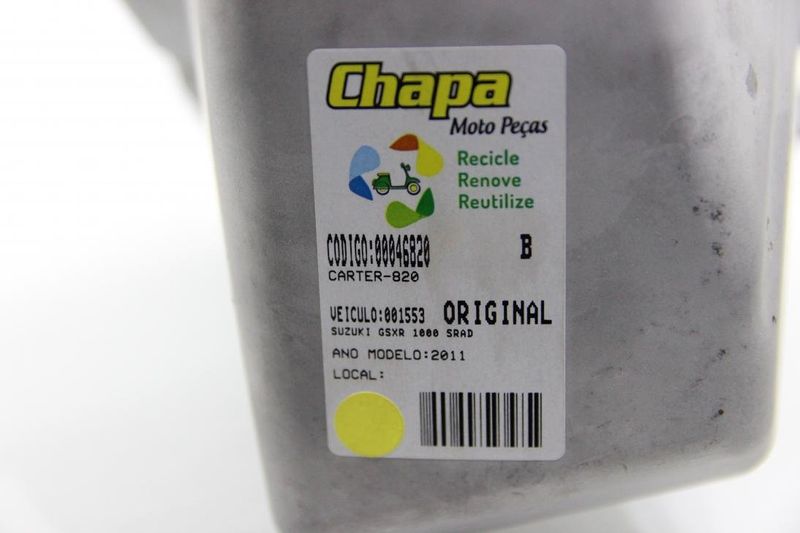 Chapa
Moto Peças
Recicle
Renove
Reutilize
CODIGO:00046820 B
CARTER-820
VEICULO:001553 ORIGINAL
SUZUKI GSXR 1000 SRAD
ANO MODELO:2011
LOCAL: